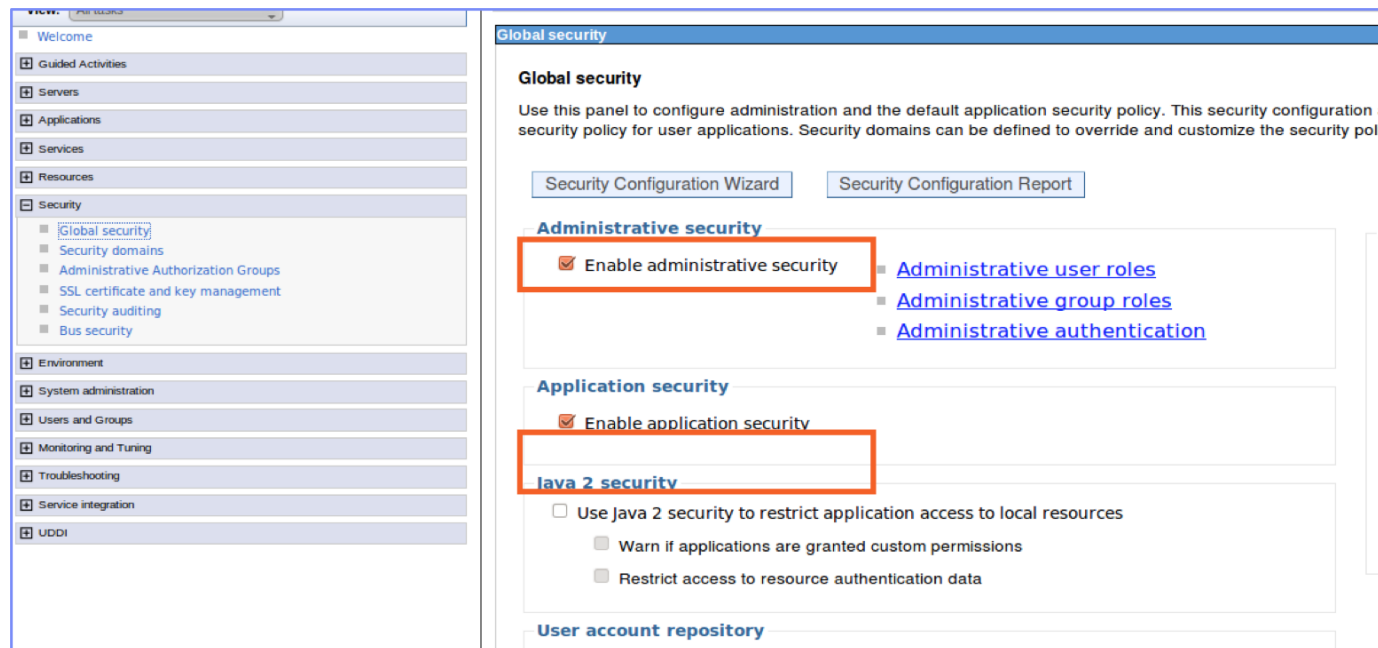 View: All tasks
Welcome
Guided Activities
Servers
Applications
Services
Resources
Security
Global security
Security domains
Administrative Authorization Groups
SSL certificate and key management
Security auditing
Bus security
Environment
System administration
Users and Groups
Monitoring and Tuning
Troubleshooting
Service integration
UDDI
Global security
Global security
Use this panel to configure administration and the default application security policy. This security configuration
security policy for user applications. Security domains can be defined to override and customize the security pol
Security Configuration Wizard Security Configuration Report
Administrative security
Enable administrative security
Administrative user roles
Administrative group roles
Administrative authentication
Application security
Enable application security
Java 2 security
Use Java 2 security to restrict application access to local resources
Warn if applications are granted custom permissions
Restrict access to resource authentication data
User account repository